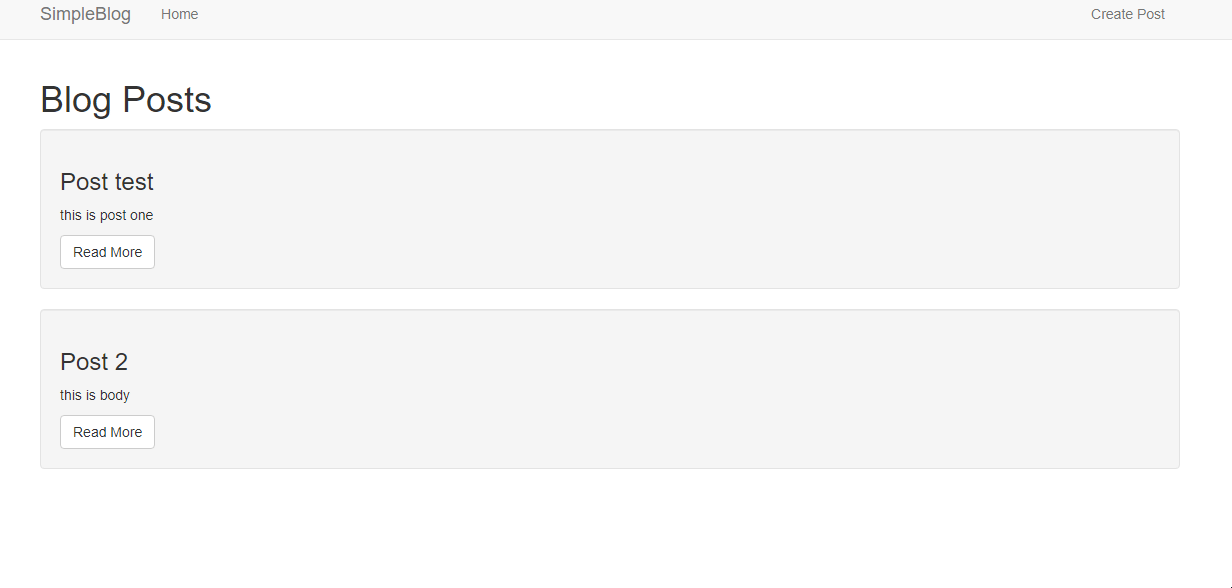 SimpleBlog Home Create Post
Blog Posts
Post test
this is post one
Read More
Post 2
this is body
Read More